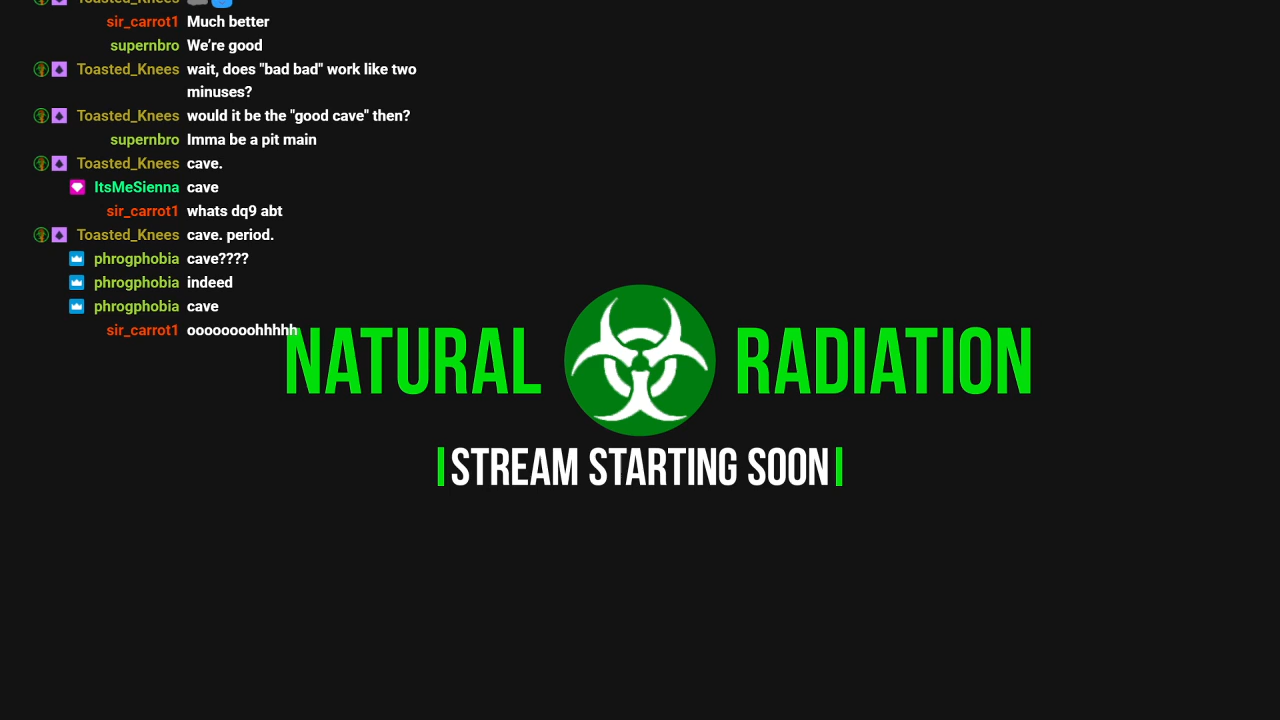 Toasted_Knees
sir_carrot1 Much better
supernbro We're good
Toasted_Knees wait, does "bad bad" work like two
minuses?
Toasted_Knees would it be the "good cave" then?
supernbro Imma be a pit main
Toasted_Knees cave.
ItsMeSienna cave
sir_carrot1 whats dq9 abt
Toasted_Knees cave. period.
phrogphobia cave????
phrogphobia indeed
phrogphobia cave
sir_carrot1 oooooooohhhhh
NATURAL RADIATION
STREAM STARTING SOON